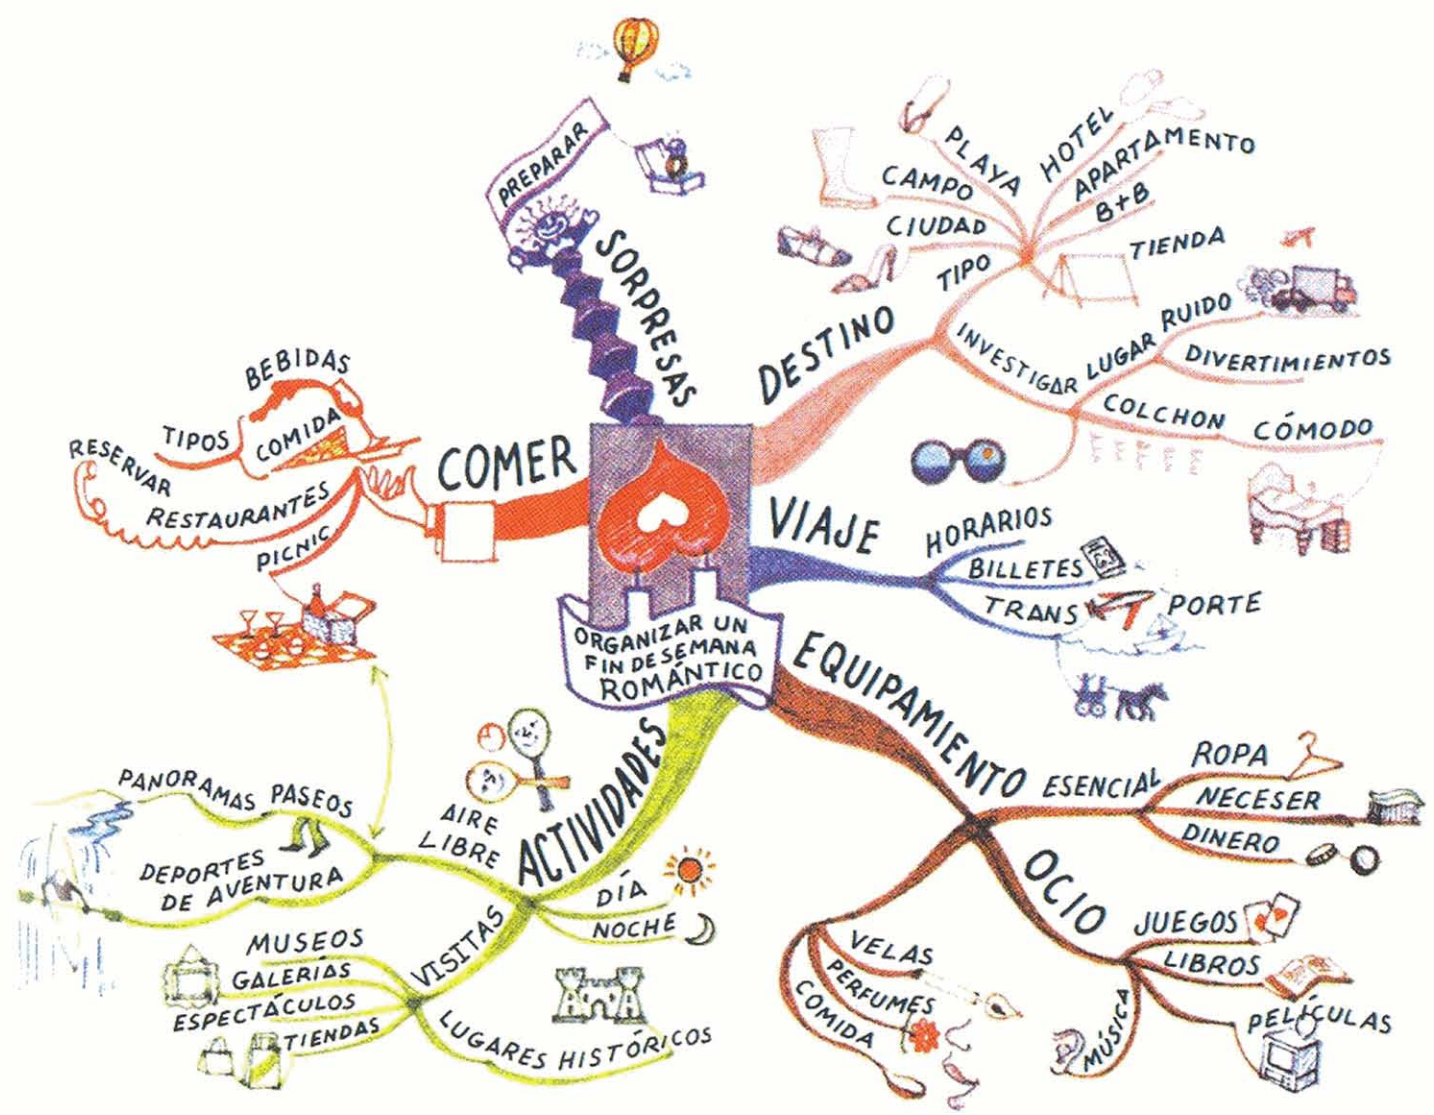 ORGANIZAR UN
FIN DE SEMANA
ROMÁNTICO
SORPRESAS
PREPARAR
DESTINO
TIPO
CIUDAD
CAMPO
PLAYA
HOTEL
APARTAMENTO
B+B
TIENDA
INVESTIGAR
LUGAR
RUIDO
DIVERTIMIENTOS
COLCHON
CÓMODO
VIAJE
HORARIOS
BILLETES
TRANS PORTE
EQUIPAMIENTO
ESENCIAL
ROPA
NECESER
DINERO
OCIO
JUEGOS
LIBROS
PELÍCULAS
MÚSICA
VELAS
PERFUMES
COMIDA
ACTIVIDADES
DÍA
NOCHE
AIRE
LIBRE
PASEOS
PANORAMAS
DEPORTES
DE AVENTURA
VISITAS
MUSEOS
GALERÍAS
ESPECTÁCULOS
TIENDAS
LUGARES HISTÓRICOS
COMER
BEBIDAS
TIPOS
COMIDA
RESERVAR
RESTAURANTES
PICNIC